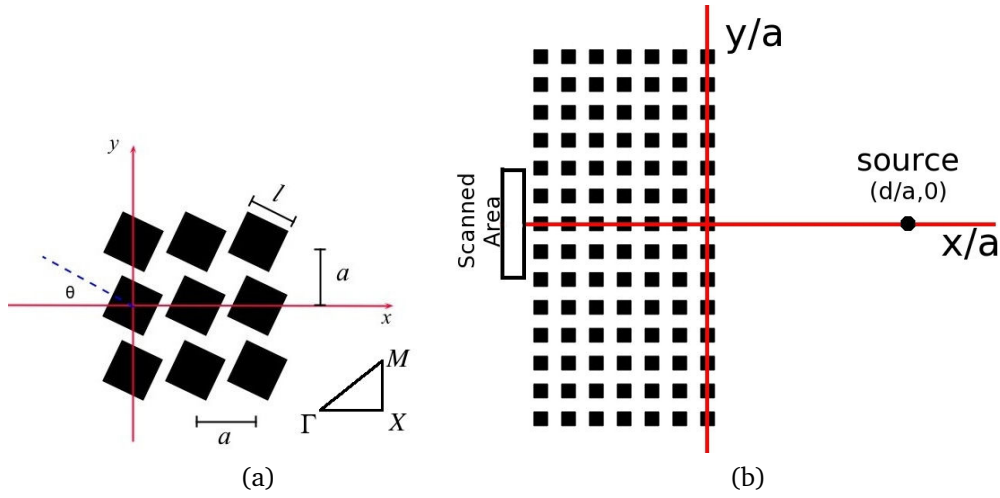 y
l
a
θ
x
M
Γ
X
a
(a)
y/a
source
(d/a,0)
Scanned
Area
x/a
(b)